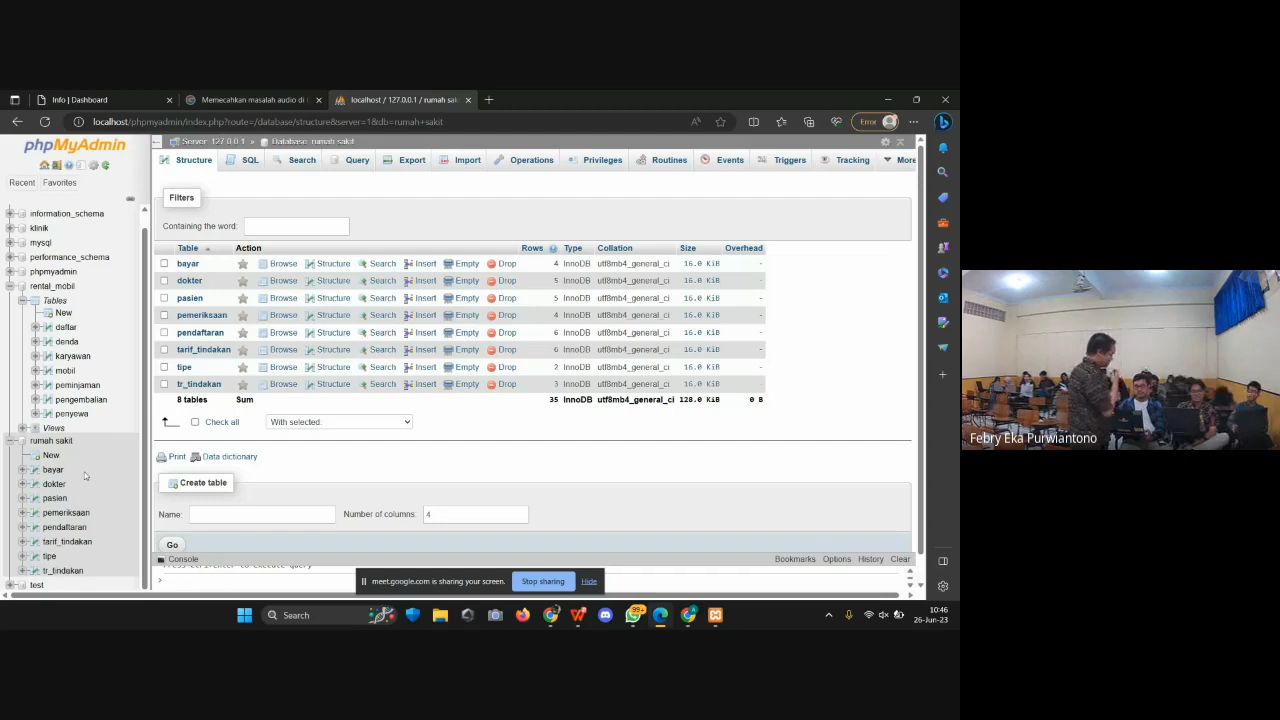 Info | Dashboard
Memecahkan masalah audio di
localhost / 127.0.0.1 / rumah sak
localhost/phpmyadmin/index.php?route=/database/structure&server=1&db=rumah+sakit
Error
phpMyAdmin
Recent Favorites
information_schema
klinik
mysql
performance_schema
phpmyadmin
rental_mobil
Tables
New
daftar
denda
karyawan
mobil
peminjaman
pengembalian
penyewa
Views
rumah sakit
New
bayar
dokter
pasien
pemeriksaan
pendaftaran
tarif_tindakan
tipe
tr_tindakan
test
Server: 127.0.0.1 » Database: rumah sakit
Structure SQL Search Query Export Import Operations Privileges Routines Events Triggers Tracking More
Filters
Containing the word:
Table Action Rows Type Collation Size Overhead
bayar Browse Structure Search Insert Empty Drop 4 InnoDB utf8mb4_general_ci 16.0 KiB -
dokter Browse Structure Search Insert Empty Drop 5 InnoDB utf8mb4_general_ci 16.0 KiB -
pasien Browse Structure Search Insert Empty Drop 5 InnoDB utf8mb4_general_ci 16.0 KiB -
pemeriksaan Browse Structure Search Insert Empty Drop 4 InnoDB utf8mb4_general_ci 16.0 KiB -
pendaftaran Browse Structure Search Insert Empty Drop 6 InnoDB utf8mb4_general_ci 16.0 KiB -
tarif_tindakan Browse Structure Search Insert Empty Drop 6 InnoDB utf8mb4_general_ci 16.0 KiB -
tipe Browse Structure Search Insert Empty Drop 2 InnoDB utf8mb4_general_ci 16.0 KiB -
tr_tindakan Browse Structure Search Insert Empty Drop 3 InnoDB utf8mb4_general_ci 16.0 KiB -
8 tables Sum 35 InnoDB utf8mb4_general_ci 128.0 KiB 0 B
Check all With selected:
Print Data dictionary
Create table
Name: Number of columns: 4
Go
Console Bookmarks Options History Clear
Press Ctrl+Enter to execute query
>
meet.google.com is sharing your screen. Stop sharing Hide
Search
99+
10:46
26-Jun-23
Febry Eka Purwiantono